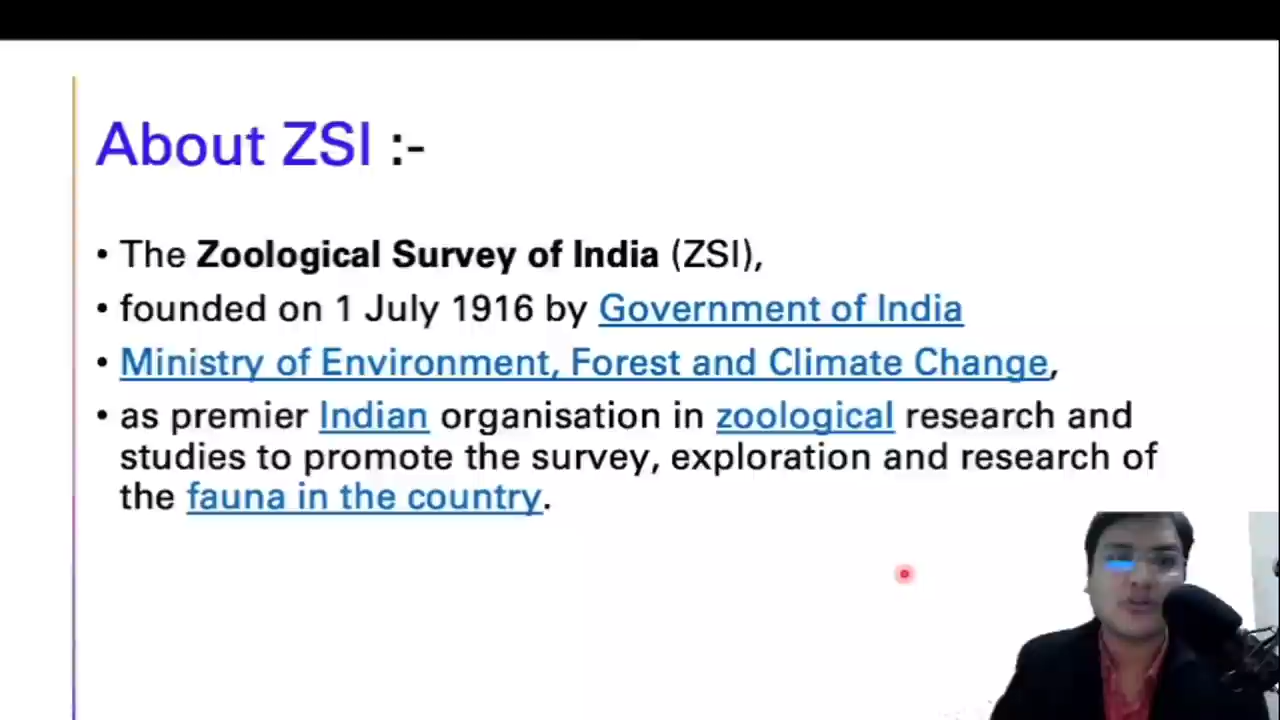 About ZSI :-
• The Zoological Survey of India (ZSI),
• founded on 1 July 1916 by Government of India
• Ministry of Environment, Forest and Climate Change,
• as premier Indian organisation in zoological research and
studies to promote the survey, exploration and research of
the fauna in the country.